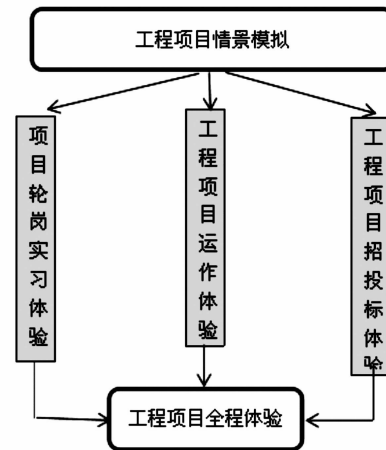 工程项目情景模拟
项目轮岗实习体验
工程项目运作体验
工程项目招投标体验
工程项目全程体验